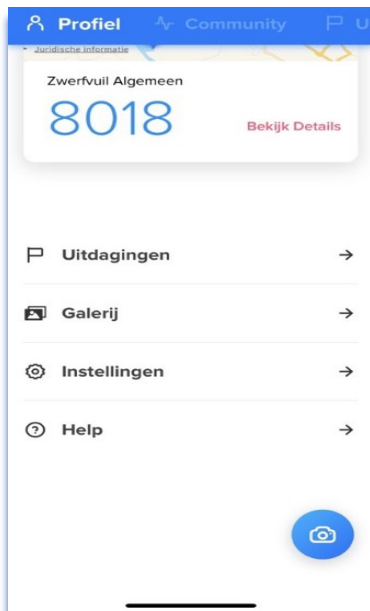 Profiel Community U
Juridische informatie
Zwerfvuil Algemeen
8018
Bekijk Details
Uitdagingen
Galerij
Instellingen
Help